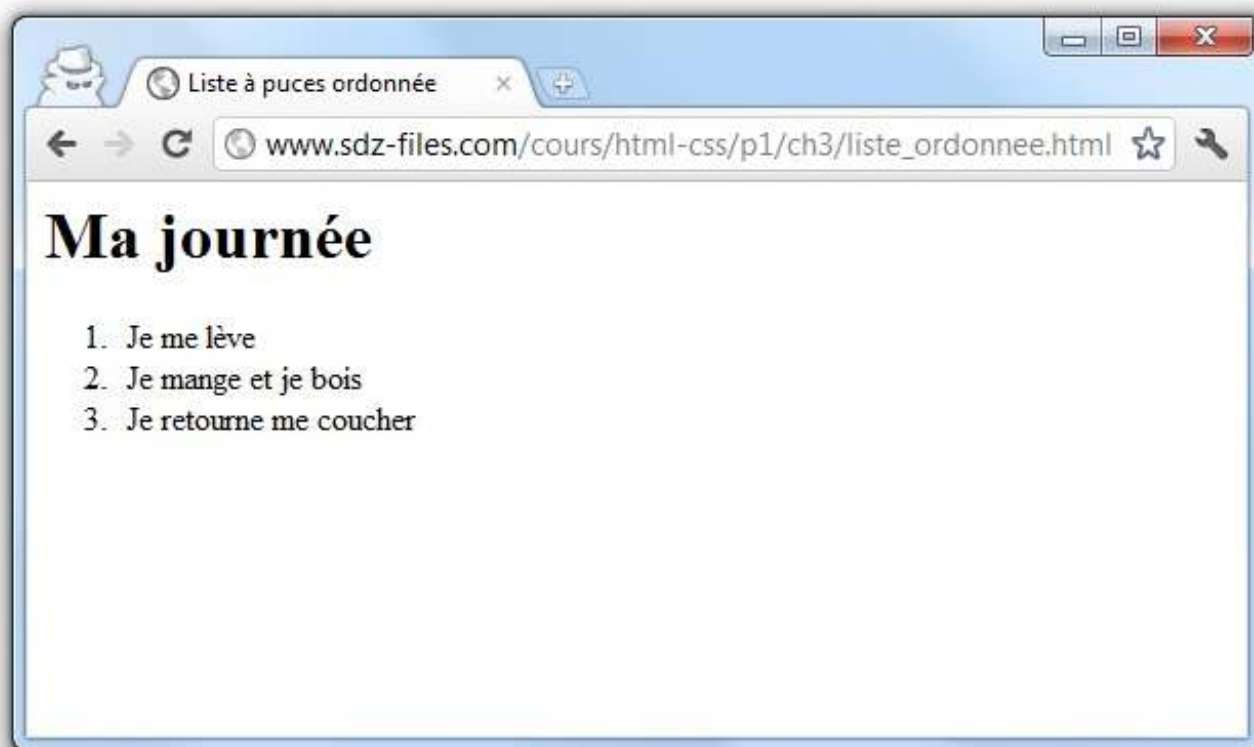 Liste à puces ordonnée
www.sdz-files.com/cours/html-css/p1/ch3/liste_ordonnee.html
Ma journée
1. Je me lève
2. Je mange et je bois
3. Je retourne me coucher